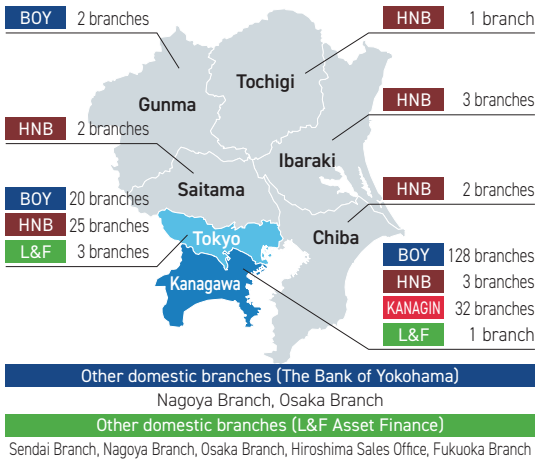 BOY 2 branches
HNB 1 branch
Tochigi
Gunma
HNB 3 branches
HNB 2 branches
Ibaraki
Saitama
HNB 2 branches
BOY 20 branches
HNB 25 branches
L&F 3 branches
Tokyo
Chiba
Kanagawa
BOY 128 branches
HNB 3 branches
KANAGIN 32 branches
L&F 1 branch
Other domestic branches (The Bank of Yokohama)
Nagoya Branch, Osaka Branch
Other domestic branches (L&F Asset Finance)
Sendai Branch, Nagoya Branch, Osaka Branch, Hiroshima Sales Office, Fukuoka Branch